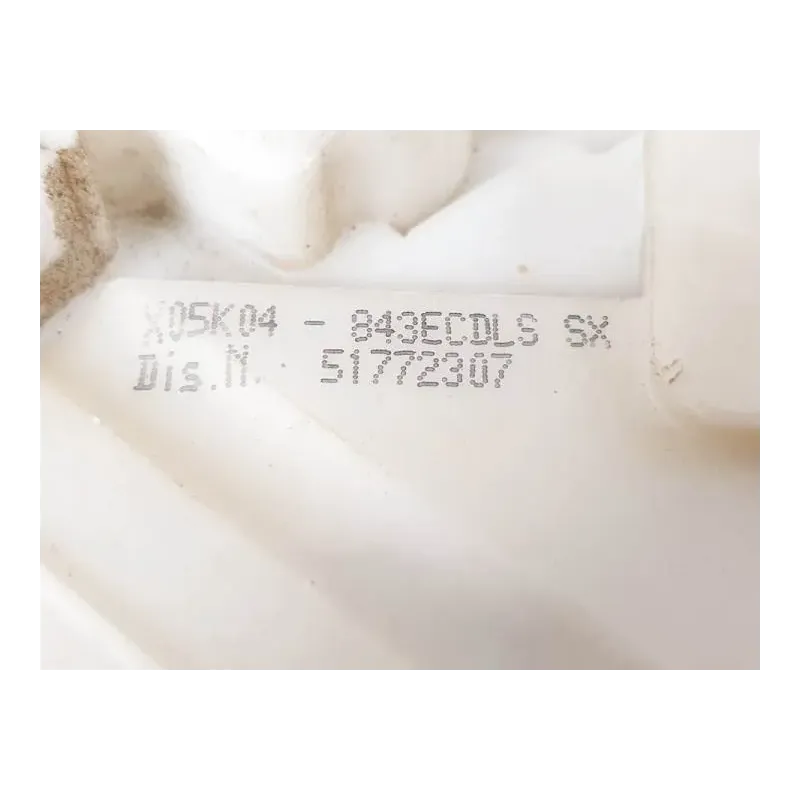 X05K04 - 843ECDLS SX
Dis.N. 51772307